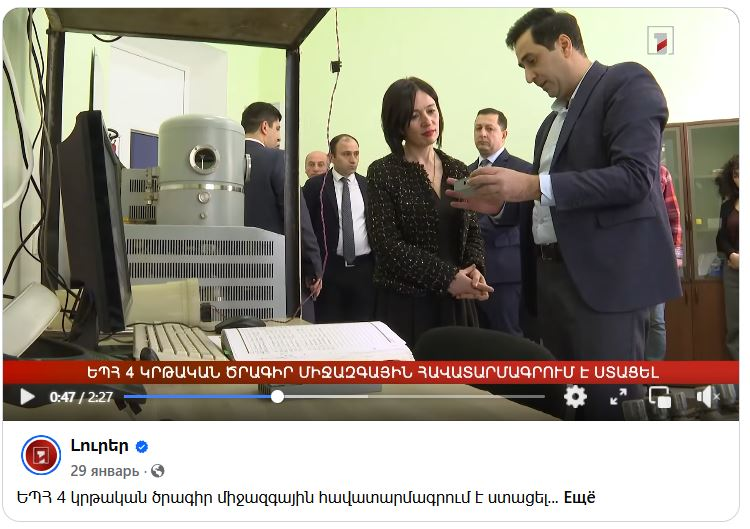 ԵՊՀ 4 ԿՐԹԱԿԱՆ ԾՐԱԳԻՐ ՄԻՋԱԶԳԱՅԻՆ ՀԱՎԱՏԱՐՄԱԳՐՈՒՄ Է ՍՏԱՑԵԼ
0:47 / 2:27
Լուրեր
29 январь ·
ԵՊՀ 4 կրթական ծրագիր միջազգային հավատարմագրում է ստացել... Ещё